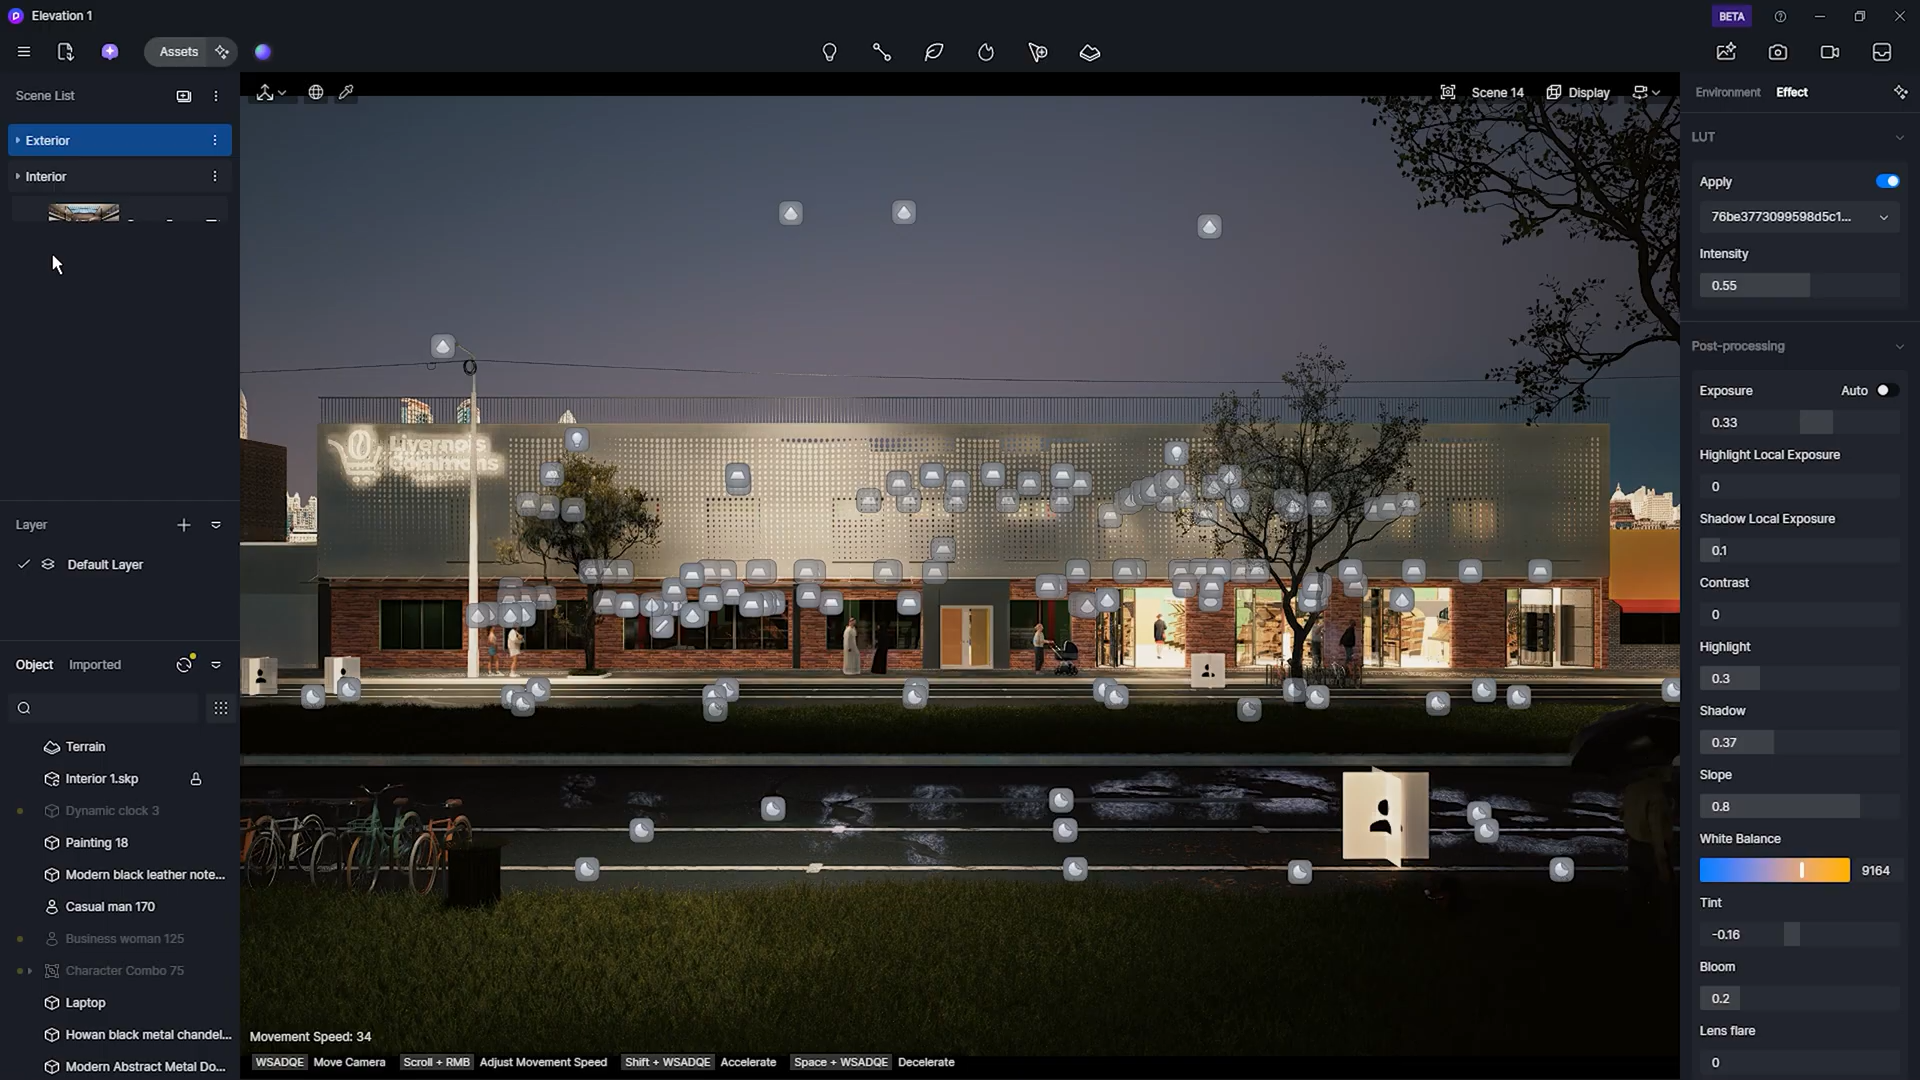 Elevation 1
BETA
Assets
Scene List
Exterior
Interior
Layer
Default Layer
Object
Imported
Terrain
Interior 1.skp
Dynamic clock 3
Painting 18
Modern black leather note...
Casual man 170
Business woman 125
Character Combo 75
Laptop
Howan black metal chandel...
Modern Abstract Metal Do...
Scene 14
Display
Livernois
Commons
Movement Speed: 34
WSADQE Move Camera Scroll + RMB Adjust Movement Speed Shift + WSADQE Accelerate Space + WSADQE Decelerate
Environment Effect
LUT
Apply
76be3773099598d5c1...
Intensity
0.55
Post-processing
Exposure Auto
0.33
Highlight Local Exposure
0
Shadow Local Exposure
0.1
Contrast
0
Highlight
0.3
Shadow
0.37
Slope
0.8
White Balance
9164
Tint
-0.16
Bloom
0.2
Lens flare
0